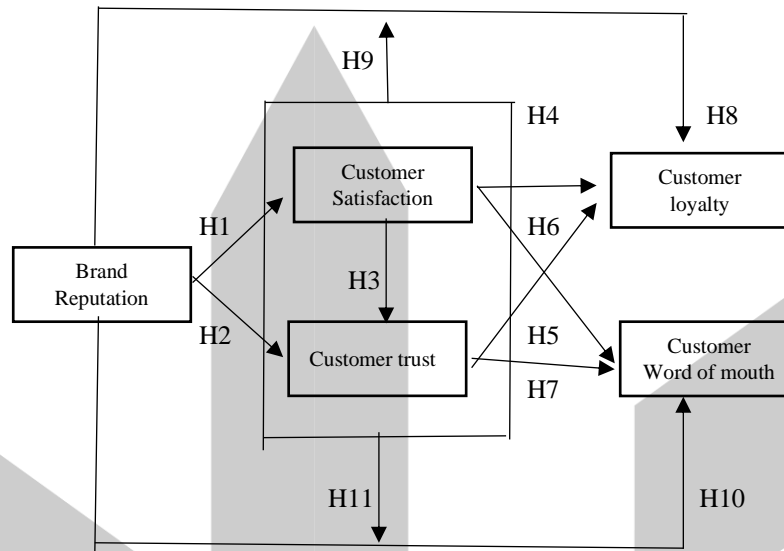 H9
H4
H8
Customer
Satisfaction
Customer
loyalty
H1
H6
Brand
Reputation
H3
H2
Customer trust
H5
Customer
Word of mouth
H7
H11
H10